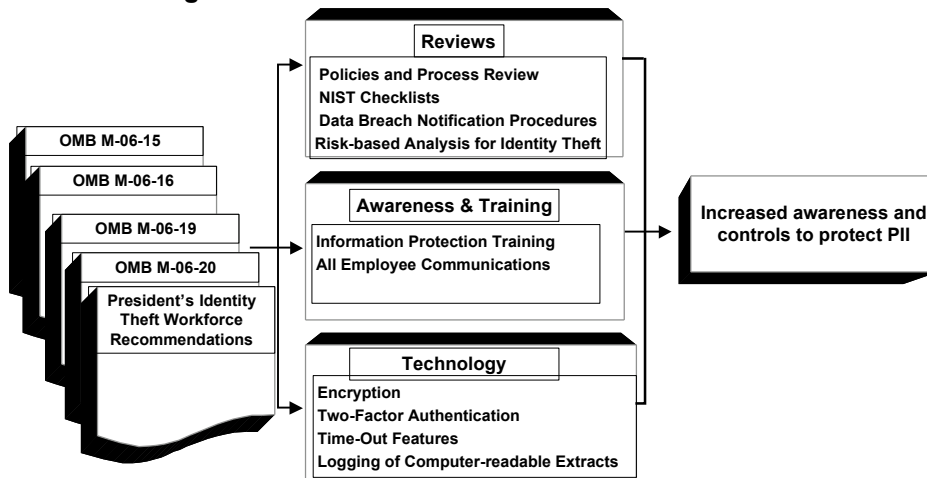 OMB M-06-15
OMB M-06-16
OMB M-06-19
OMB M-06-20
President’s Identity
Theft Workforce
Recommendations
Reviews
Policies and Process Review
NIST Checklists
Data Breach Notification Procedures
Risk-based Analysis for Identity Theft
Awareness & Training
Information Protection Training
All Employee Communications
Technology
Encryption
Two-Factor Authentication
Time-Out Features
Logging of Computer-readable Extracts
Increased awareness and
controls to protect PII